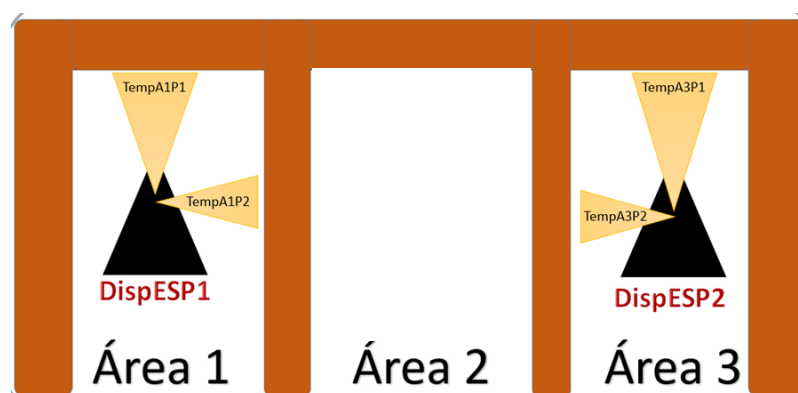 TempA1P1
TempA3P1
TempA1P2
TempA3P2
DispESP1
DispESP2
Área 1
Área 2
Área 3